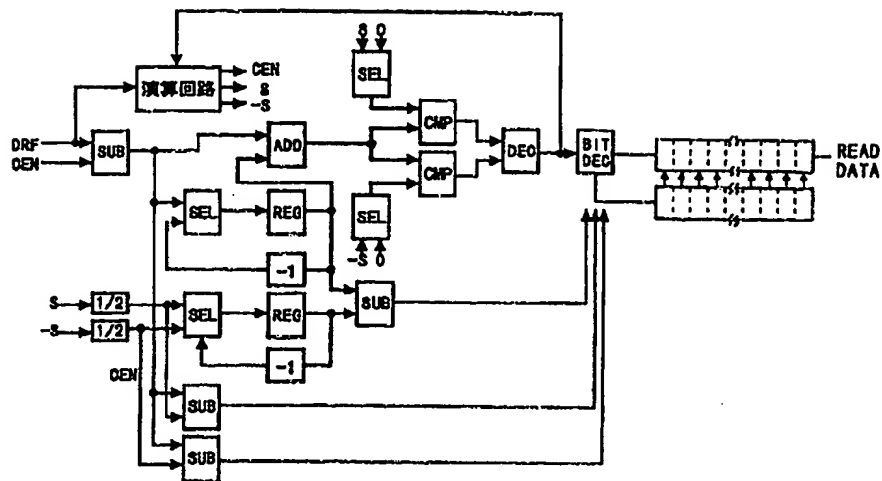 S 0
CEN
演算回路
S
-S
SEL
DRF
CEN
SUB
ADD
CMP
CMP
DEC
BIT
DEC
READ
DATA
SEL
REG
SEL
-S 0
-1
S
1/2
-S
1/2
SEL
REG
SUB
-1
CEN
SUB
SUB